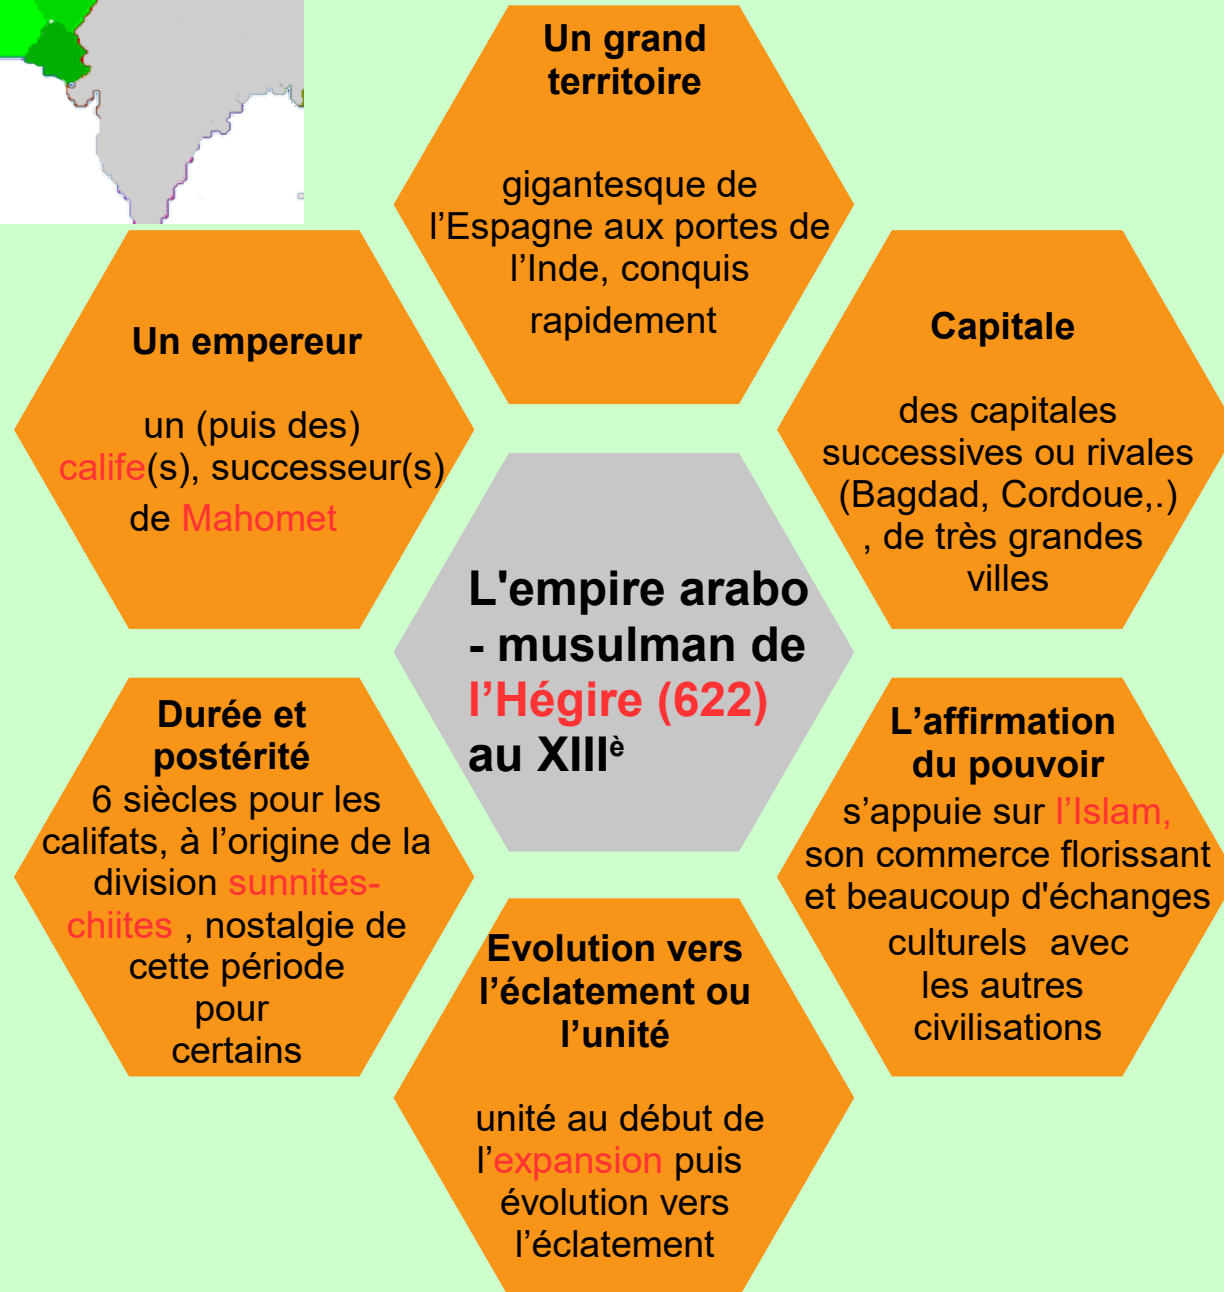 Un grand
territoire
gigantesque de
l’Espagne aux portes de
l’Inde, conquis
rapidement
Un empereur
un (puis des)
calife(s), successeur(s)
de Mahomet
Capitale
des capitales
successives ou rivales
(Bagdad, Cordoue,.)
, de très grandes
villes
L'empire arabo
- musulman de
l’Hégire (622)
au XIIIè
Durée et
postérité
6 siècles pour les
califats, à l’origine de la
division sunnites-
chiites , nostalgie de
cette période
pour
certains
L’affirmation
du pouvoir
s’appuie sur l’Islam,
son commerce florissant
et beaucoup d'échanges
culturels avec
les autres
civilisations
Evolution vers
l’éclatement ou
l’unité
unité au début de
l’expansion puis
évolution vers
l’éclatement